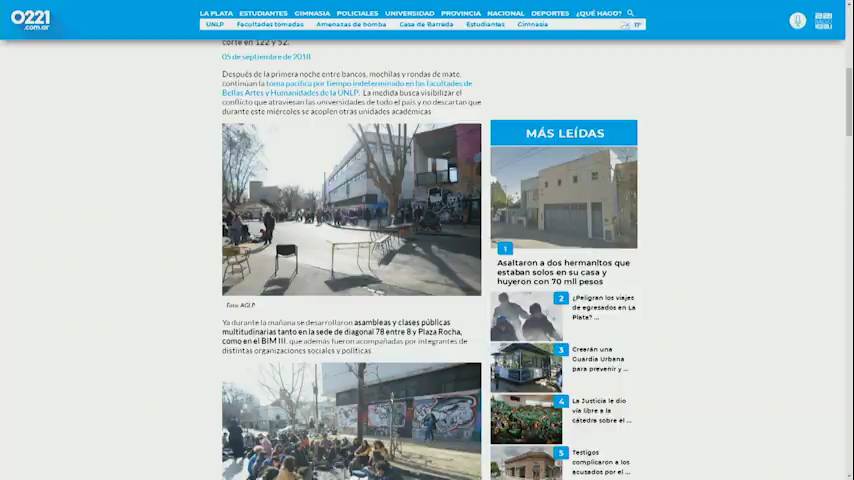 0221
.com.ar
LA PLATA ESTUDIANTES GIMNASIA POLICIALES UNIVERSIDAD PROVINCIA NACIONAL DEPORTES ¿QUÉ HAGO?
UNLP Facultades tomadas Amenazas de bomba Casa de Barreda Estudiantes Gimnasia
17º
corte en 122 y 52.
05 de septiembre de 2018
Después de la primera noche entre bancos, mochilas y rondas de mate,
continúan la toma pacífica por tiempo indeterminado en las facultades de
Bellas Artes y Humanidades de la UNLP. La medida busca visibilizar el
conflicto que atraviesan las universidades de todo el país y no descartan que
durante este miércoles se acoplen otras unidades académicas
Foto: AGLP
Ya durante la mañana se desarrollaron asambleas y clases públicas
multitudinarias tanto en la sede de diagonal 78 entre 8 y Plaza Rocha,
como en el BIM III, que además fueron acompañadas por integrantes de
distintas organizaciones sociales y políticas
MÁS LEÍDAS
1
Asaltaron a dos hermanitos que
estaban solos en su casa y
huyeron con 70 mil pesos
2
¿Peligran los viajes
de egresados en La
Plata? ...
3
Crearán una
Guardia Urbana
para prevenir y ...
4
La Justicia le dio
vía libre a la
cátedra sobre el ...
5
Testigos
complicaron a los
acusados por el ...